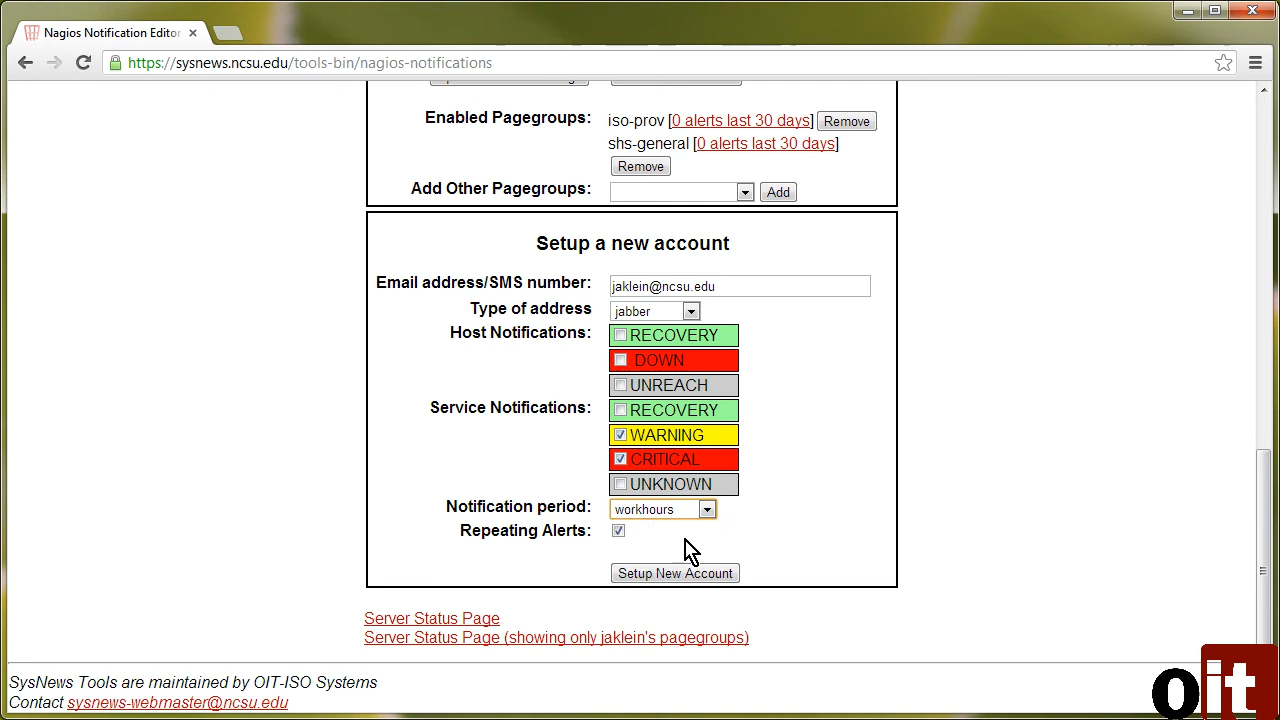 Nagios Notification Editor
https://sysnews.ncsu.edu/tools-bin/nagios-notifications
Enabled Pagegroups: iso-prov [0 alerts last 30 days] Remove
shs-general [0 alerts last 30 days]
Remove
Add Other Pagegroups: Add
Setup a new account
Email address/SMS number: jaklein@ncsu.edu
Type of address jabber
Host Notifications: RECOVERY
DOWN
UNREACH
Service Notifications: RECOVERY
WARNING
CRITICAL
UNKNOWN
Notification period: workhours
Repeating Alerts:
Setup New Account
Server Status Page
Server Status Page (showing only jaklein's pagegroups)
SysNews Tools are maintained by OIT-ISO Systems
Contact sysnews-webmaster@ncsu.edu
oit